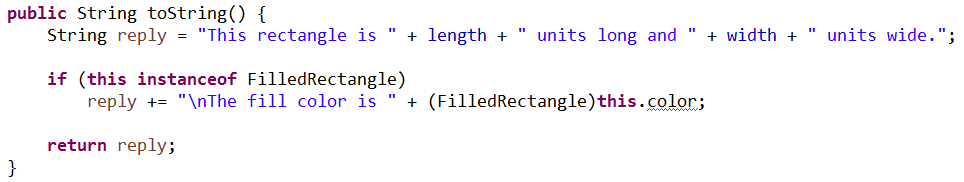 public String toString() {
    String reply = "This rectangle is " + length + " units long and " + width + " units wide.";

    if (this instanceof FilledRectangle)
        reply += "\nThe fill color is " + (FilledRectangle)this.color;

    return reply;
}